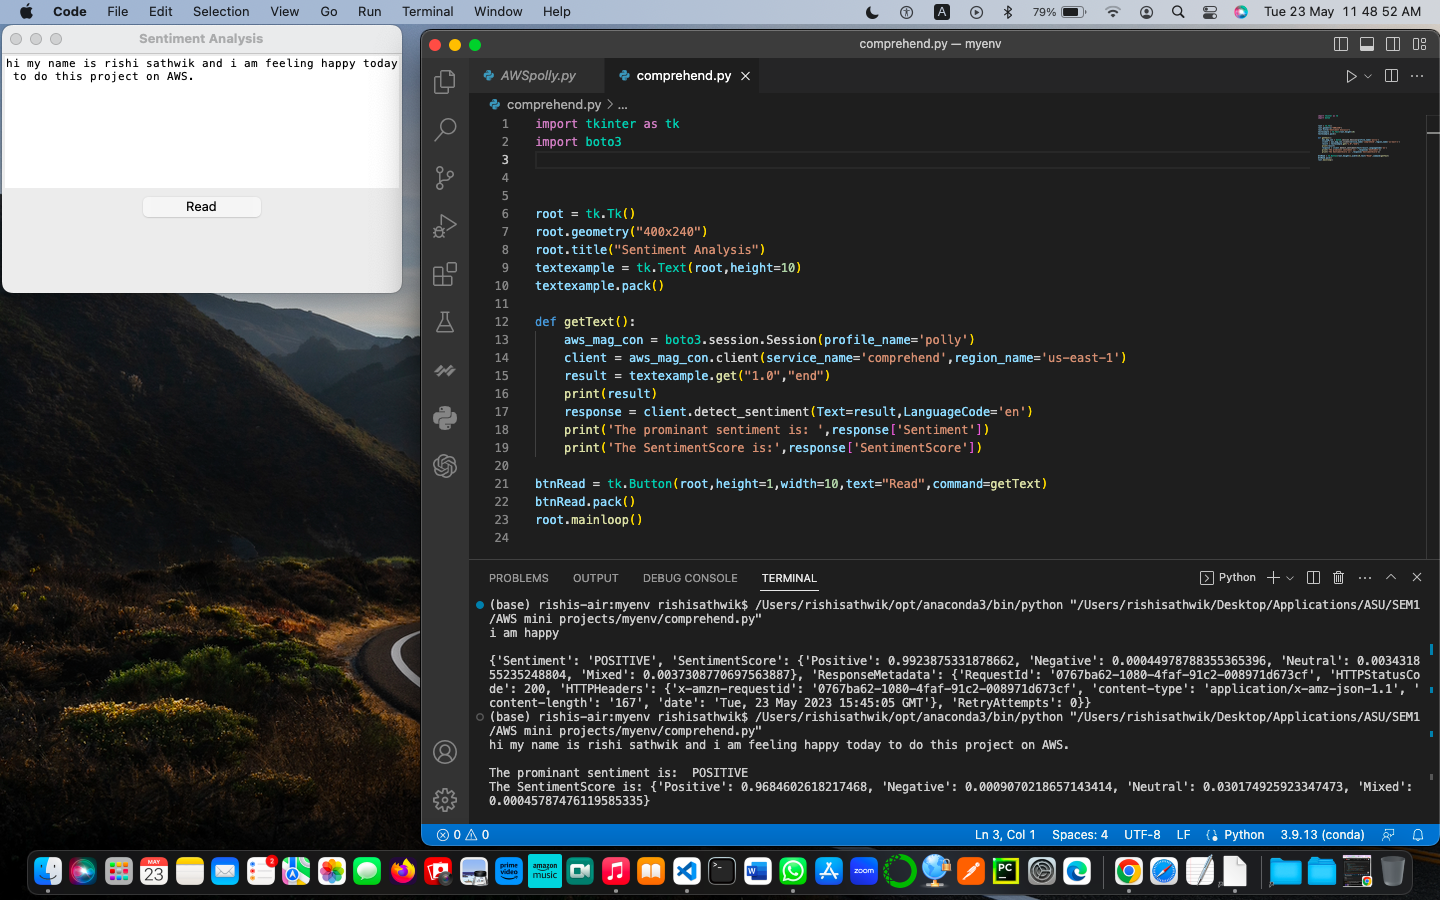 Code File Edit Selection View Go Run Terminal Window Help A 79% Tue 23 May 11 48 52 AM
Sentiment Analysis
hi my name is rishi sathwik and i am feeling happy today
to do this project on AWS.
Read
comprehend.py — myenv
AWSpolly.py comprehend.py
comprehend.py > ...
1 import tkinter as tk
2 import boto3
3
4
5
6 root = tk.Tk()
7 root.geometry("400x240")
8 root.title("Sentiment Analysis")
9 textexample = tk.Text(root,height=10)
10 textexample.pack()
11
12 def getText():
13 aws_mag_con = boto3.session.Session(profile_name='polly')
14 client = aws_mag_con.client(service_name='comprehend',region_name='us-east-1')
15 result = textexample.get("1.0","end")
16 print(result)
17 response = client.detect_sentiment(Text=result,LanguageCode='en')
18 print('The prominant sentiment is: ',response['Sentiment'])
19 print('The SentimentScore is:',response['SentimentScore'])
20
21 btnRead = tk.Button(root,height=1,width=10,text="Read",command=getText)
22 btnRead.pack()
23 root.mainloop()
24
PROBLEMS OUTPUT DEBUG CONSOLE TERMINAL Python
(base) rishis-air:myenv rishisathwik$ /Users/rishisathwik/opt/anaconda3/bin/python "/Users/rishisathwik/Desktop/Applications/ASU/SEM1
/AWS mini projects/myenv/comprehend.py"
i am happy
{'Sentiment': 'POSITIVE', 'SentimentScore': {'Positive': 0.9923875331878662, 'Negative': 0.00044978788355365396, 'Neutral': 0.0034318
55235248804, 'Mixed': 0.0037308770697563887}, 'ResponseMetadata': {'RequestId': '0767ba62-1080-4faf-91c2-008971d673cf', 'HTTPStatusCo
de': 200, 'HTTPHeaders': {'x-amzn-requestid': '0767ba62-1080-4faf-91c2-008971d673cf', 'content-type': 'application/x-amz-json-1.1', '
content-length': '167', 'date': 'Tue, 23 May 2023 15:45:05 GMT'}, 'RetryAttempts': 0}}
(base) rishis-air:myenv rishisathwik$ /Users/rishisathwik/opt/anaconda3/bin/python "/Users/rishisathwik/Desktop/Applications/ASU/SEM1
/AWS mini projects/myenv/comprehend.py"
hi my name is rishi sathwik and i am feeling happy today to do this project on AWS.
The prominant sentiment is:  POSITIVE
The SentimentScore is: {'Positive': 0.9684602618217468, 'Negative': 0.0009070218657143414, 'Neutral': 0.030174925923347473, 'Mixed':
0.00045787476119585335}
0 0 Ln 3, Col 1 Spaces: 4 UTF-8 LF Python 3.9.13 (conda)
MAY 23 2 prime video amazon music W zoom PC